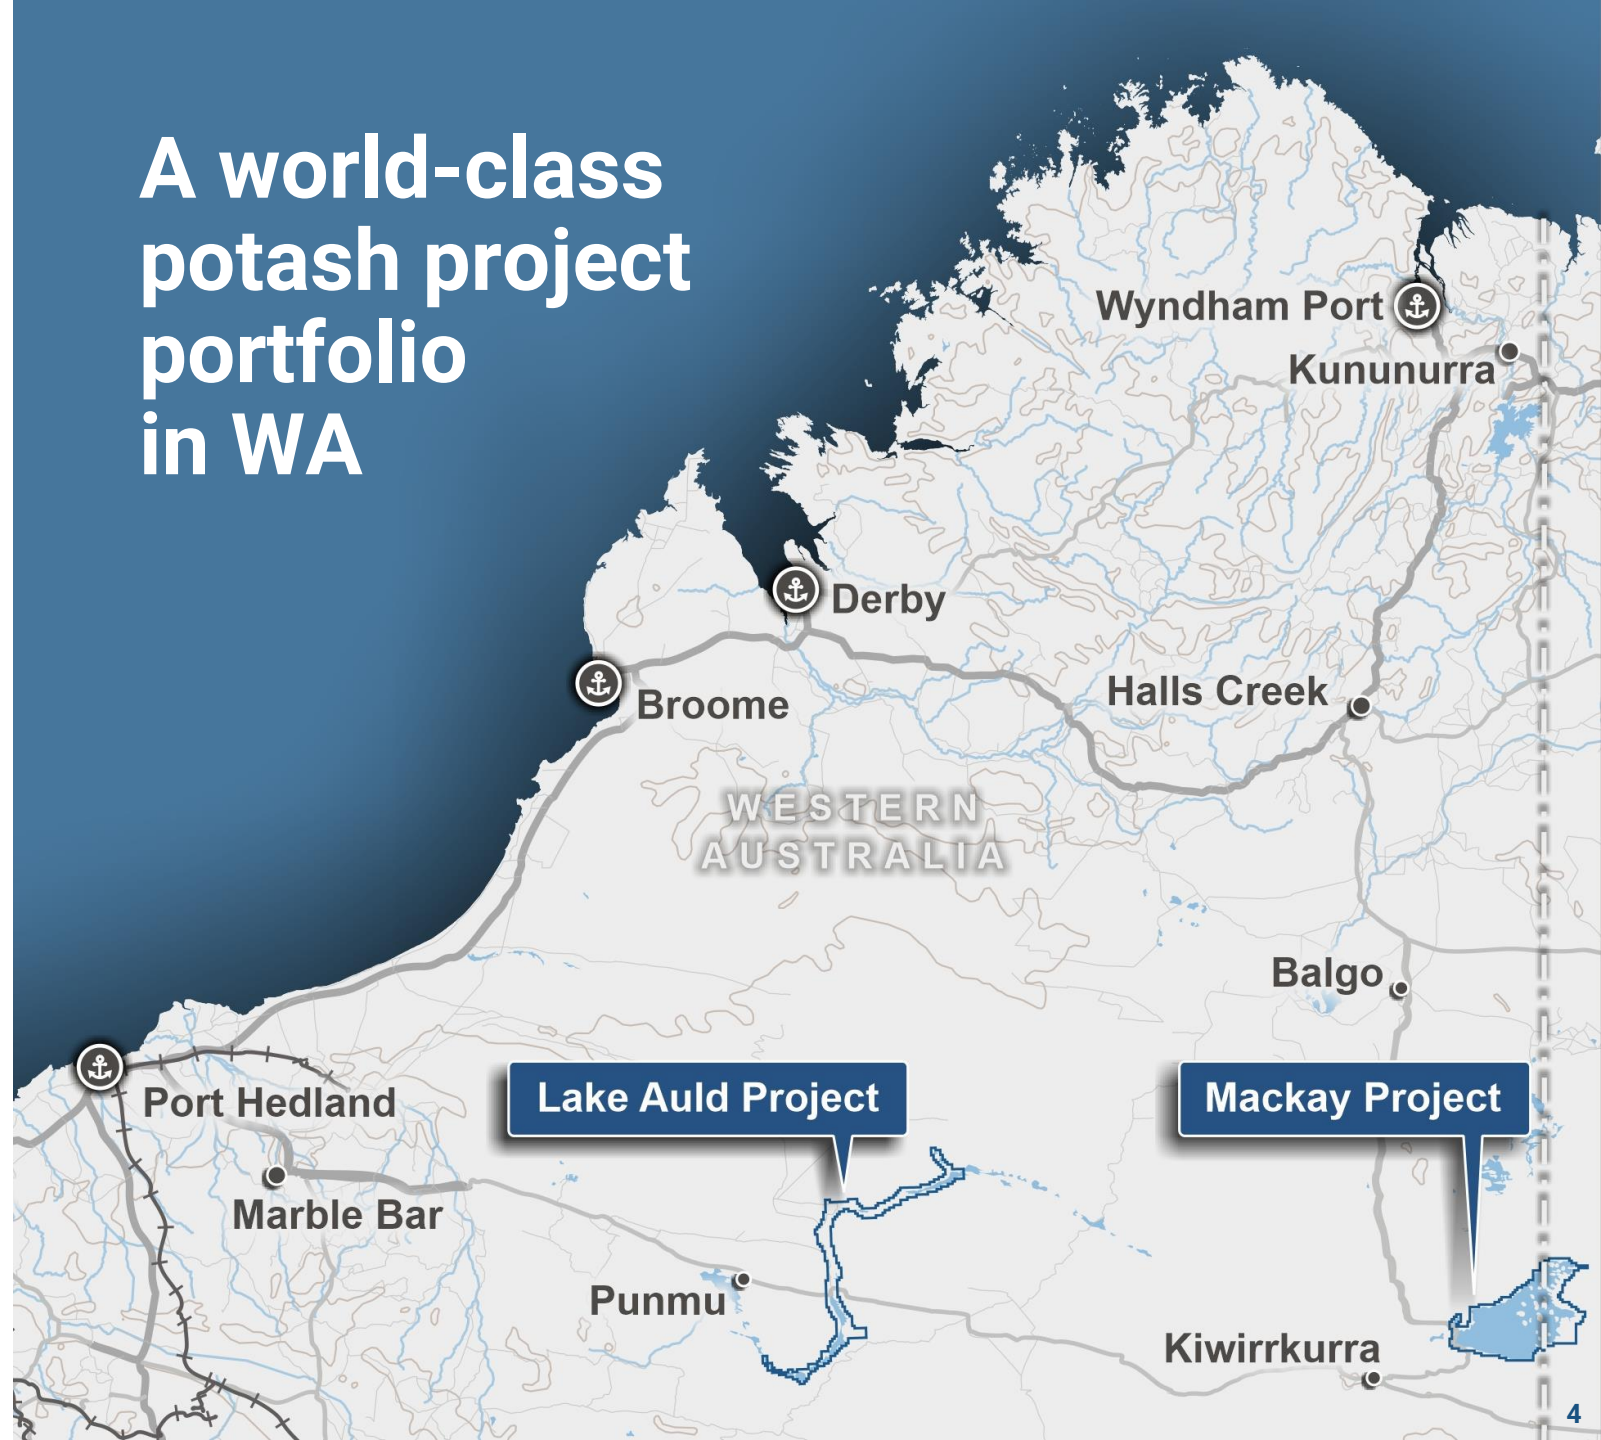 A world-class
potash project
portfolio
in WA
Wyndham Port
Kununurra
Derby
Halls Creek
Broome
WESTERN
AUSTRALIA
Balgo
Lake Auld Project
Mackay Project
Port Hedland
Marble Bar
Punmu
Kiwirrkurra
4